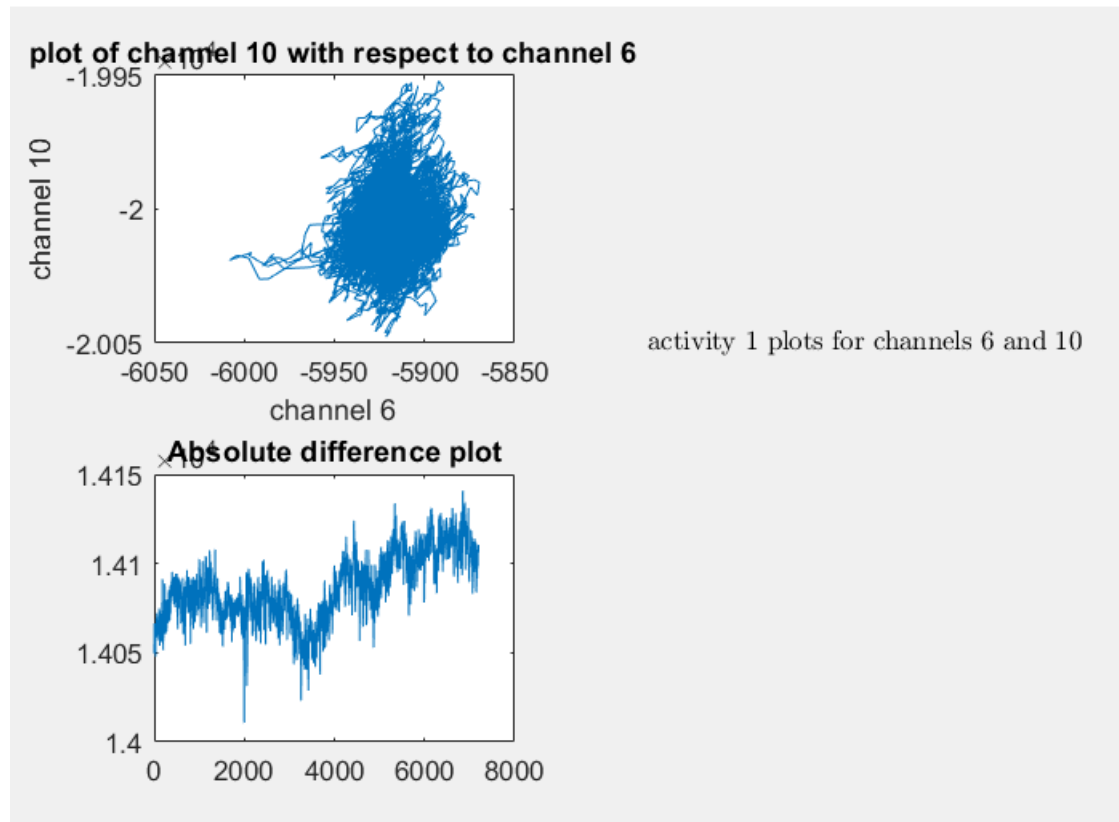 plot of channel 10 with respect to channel 6
× 10⁴
-1.995
-2
-2.005
channel 10
-6050 -6000 -5950 -5900 -5850
channel 6
activity 1 plots for channels 6 and 10
Absolute difference plot
× 10⁴
1.415
1.41
1.405
1.4
0 2000 4000 6000 8000